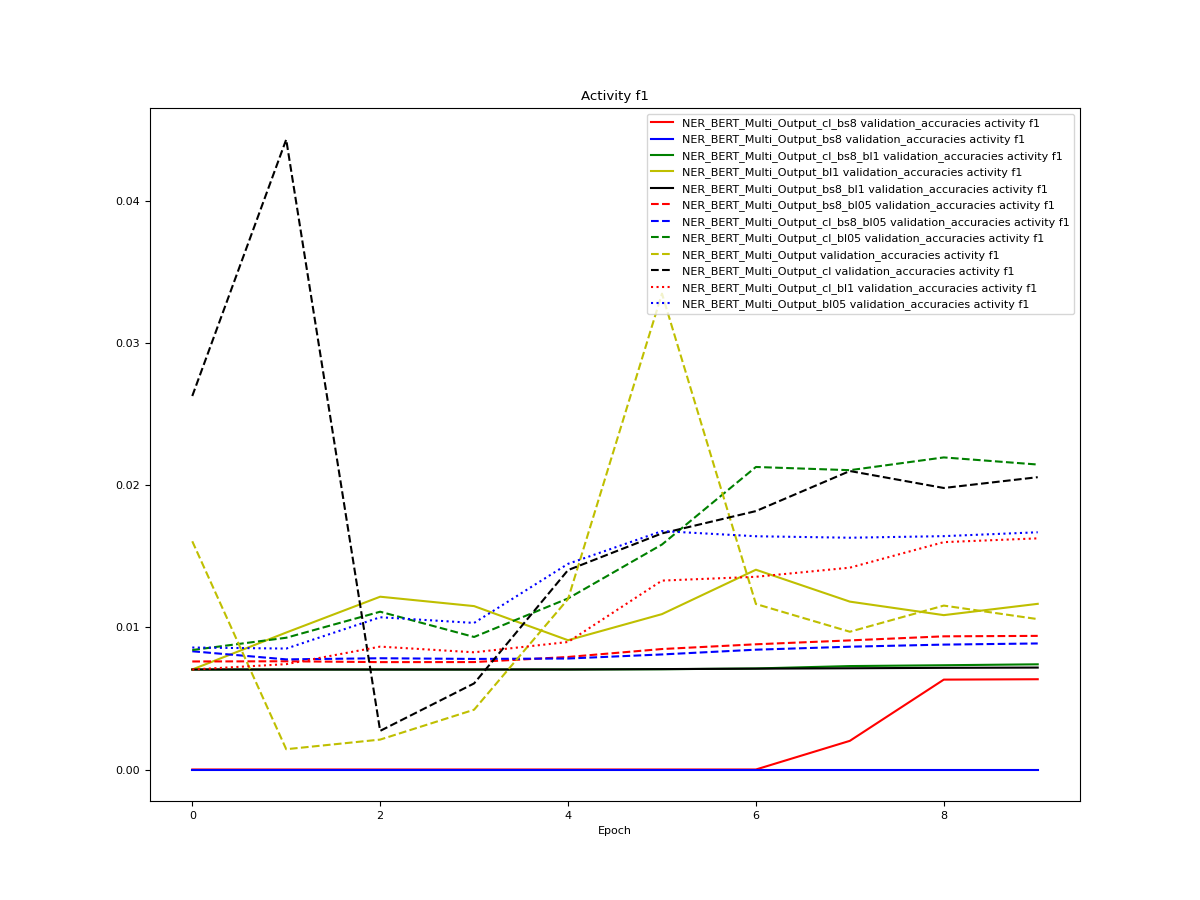 Activity f1
NER_BERT_Multi_Output_cl_bs8 validation_accuracies activity f1
NER_BERT_Multi_Output_bs8 validation_accuracies activity f1
NER_BERT_Multi_Output_cl_bs8_bl1 validation_accuracies activity f1
NER_BERT_Multi_Output_bl1 validation_accuracies activity f1
NER_BERT_Multi_Output_bs8_bl1 validation_accuracies activity f1
NER_BERT_Multi_Output_bs8_bl05 validation_accuracies activity f1
NER_BERT_Multi_Output_cl_bs8_bl05 validation_accuracies activity f1
NER_BERT_Multi_Output_cl_bl05 validation_accuracies activity f1
NER_BERT_Multi_Output validation_accuracies activity f1
NER_BERT_Multi_Output_cl validation_accuracies activity f1
NER_BERT_Multi_Output_cl_bl1 validation_accuracies activity f1
NER_BERT_Multi_Output_bl05 validation_accuracies activity f1
0.04
0.03
0.02
0.01
0.00
0 2 4 6 8
Epoch